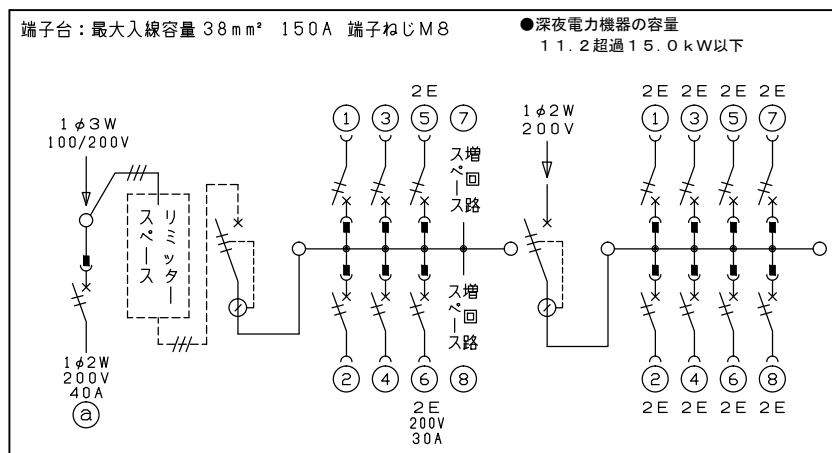 端子台：最大入線容量 38mm² 150A 端子ねじM8
●深夜電力機器の容量
11.2超過15.0kW以下
1φ3W
100/200V
リミッター
スペース
1φ2W
200V
40A
ⓐ
2E
① ③ ⑤ ⑦
増回路
スペース
増回路
スペース
② ④ ⑥ ⑧
2E
200V
30A
1φ2W
200V
2E 2E 2E 2E
① ③ ⑤ ⑦
② ④ ⑥ ⑧
2E 2E 2E 2E